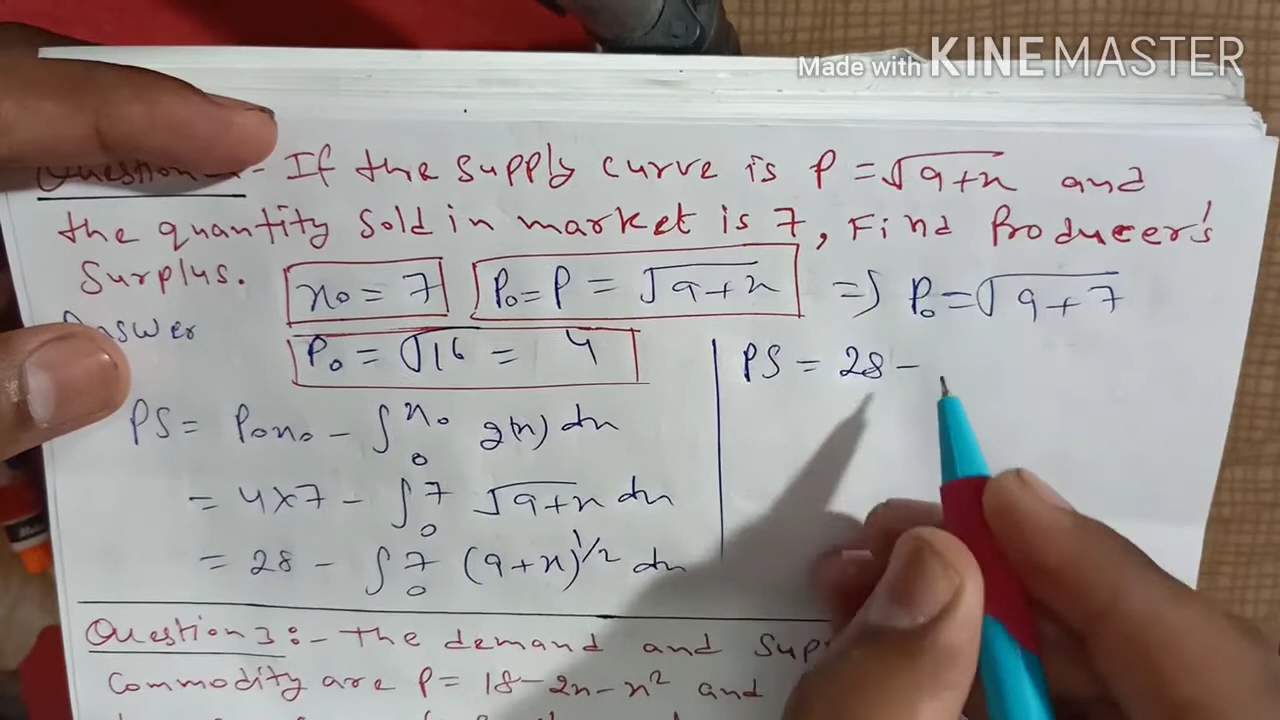 Made with KINEMASTER
Question - If the supply curve is P = √9+x and
the quantity sold in market is 7, Find Producer's
Surplus.
x₀ = 7 P₀ = P = √9+x ⇒ P₀ = √9+7
Answer
P₀ = √16 = 4
PS = P₀x₀ - ∫₀^x₀ g(x) dx
= 4×7 - ∫₀^7 √9+x dx
= 28 - ∫₀^7 (9+x)^1/2 dx
PS = 28 -
Question 3:- The demand and Sup
Commodity are P = 18-2x-x² and